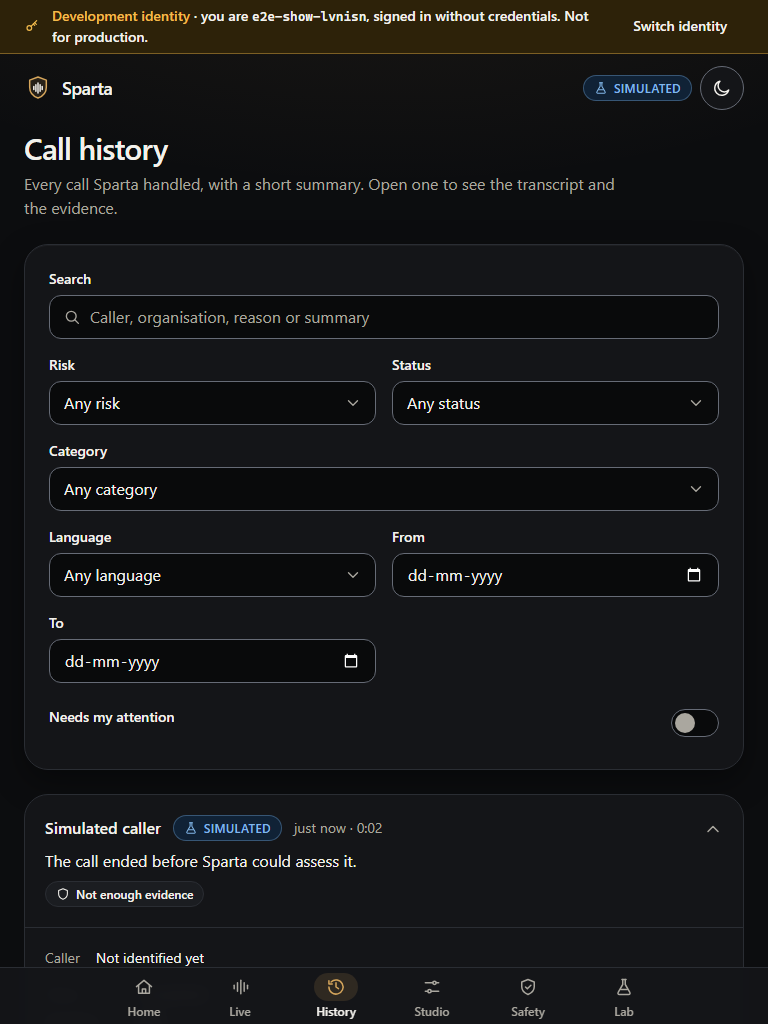 Development identity · you are e2e-show-lvnisn, signed in without credentials. Not
for production.
Switch identity
Sparta
SIMULATED
Call history
Every call Sparta handled, with a short summary. Open one to see the transcript and
the evidence.
Search
Caller, organisation, reason or summary
Risk
Status
Any risk
Any status
Category
Any category
Language
From
Any language
dd-mm-yyyy
To
dd-mm-yyyy
Needs my attention
Simulated caller
SIMULATED
just now · 0:02
The call ended before Sparta could assess it.
Not enough evidence
Caller
Not identified yet
Home
Live
History
Studio
Safety
Lab